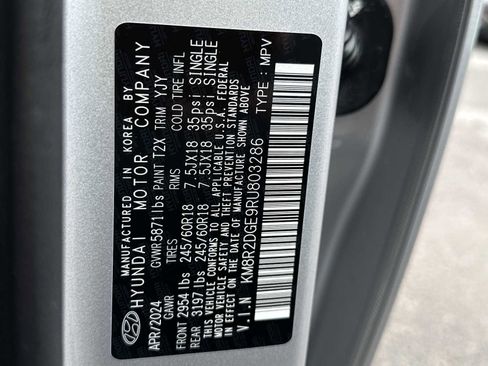 MANUFACTURED IN KOREA BY
HYUNDAI MOTOR COMPANY
APR/2024 GVWR5871lbs PAINT T2X TRIM YJY
GAWR TIRES RIMS COLD TIRE INFL
FRONT 2954 lbs 245/60R18 7.5JX18 35psi SINGLE
REAR 3197 lbs 245/60R18 7.5JX18 35psi SINGLE
THIS VEHICLE CONFORMS TO ALL APPLICABLE U.S.A. FEDERAL
MOTOR VEHICLE SAFETY AND THEFT PREVENTION STANDARDS
IN EFFECT ON THE DATE OF MANUFACTURE SHOWN ABOVE.
V.I.N KM8R2DGE9RU803286 TYPE : MPV